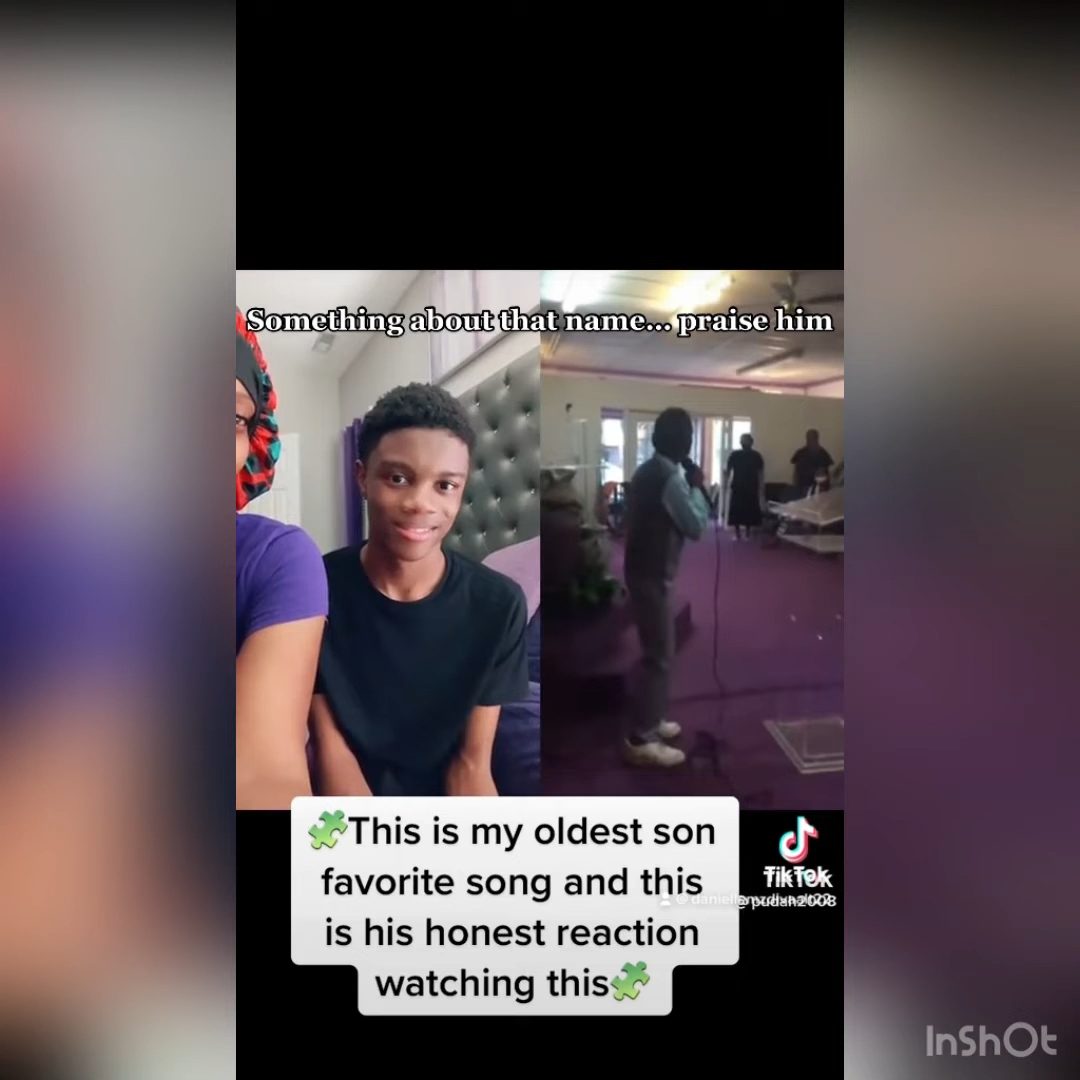 Something about that name... praise him
This is my oldest son
favorite song and this
is his honest reaction
watching this
TikTok
@pudah2008
InShOt